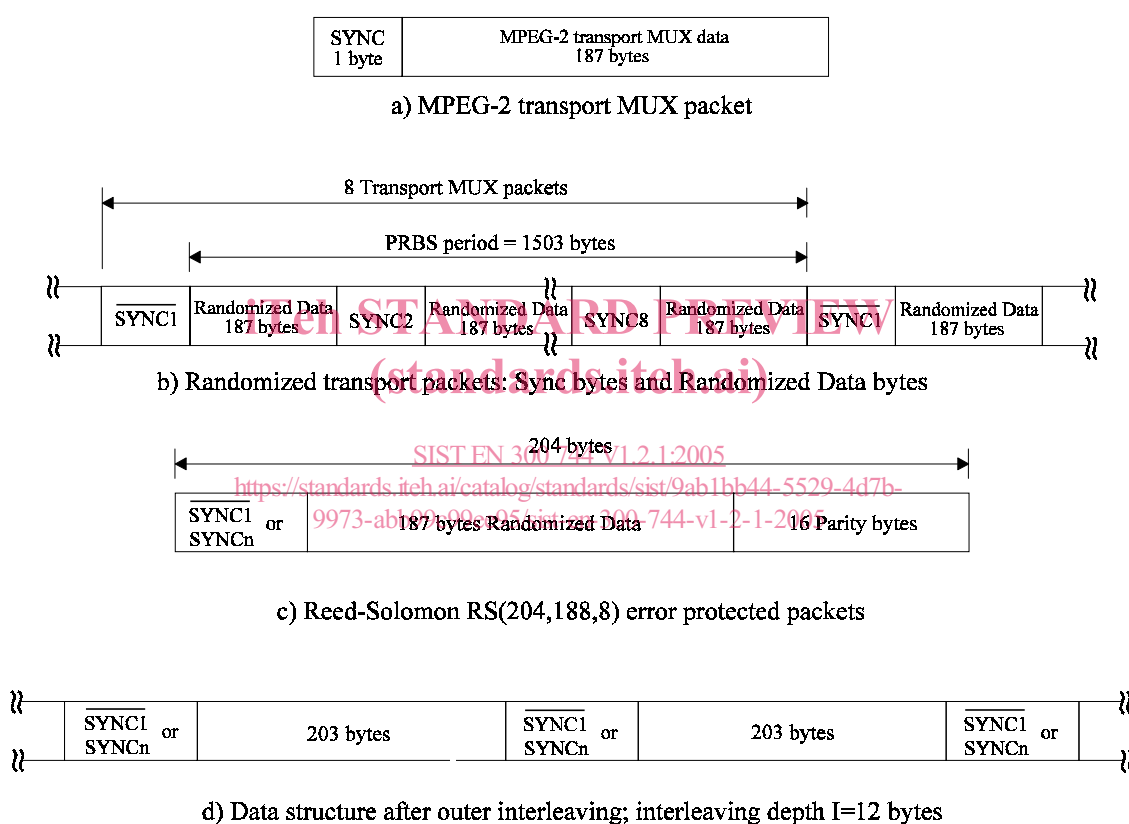 SYNC
1 byte
MPEG-2 transport MUX data
187 bytes
a) MPEG-2 transport MUX packet
8 Transport MUX packets
PRBS period = 1503 bytes
SYNC1
Randomized Data
187 bytes
SYNC2
Randomized Data
187 bytes
SYNC8
Randomized Data
187 bytes
SYNC1
Randomized Data
187 bytes
iTeh STANDARD PREVIEW
(standards.iteh.ai)
b) Randomized transport packets: Sync bytes and Randomized Data bytes
204 bytes
SIST EN 300 744 V1.2.1:2005
https://standards.iteh.ai/catalog/standards/sist/9ab1bb44-5529-4d7b-
SYNC1 or
SYNCn
187 bytes Randomized Data
16 Parity bytes
c) Reed-Solomon RS(204,188,8) error protected packets
SYNC1 or
SYNCn
203 bytes
SYNC1 or
SYNCn
203 bytes
SYNC1 or
SYNCn
d) Data structure after outer interleaving; interleaving depth I=12 bytes